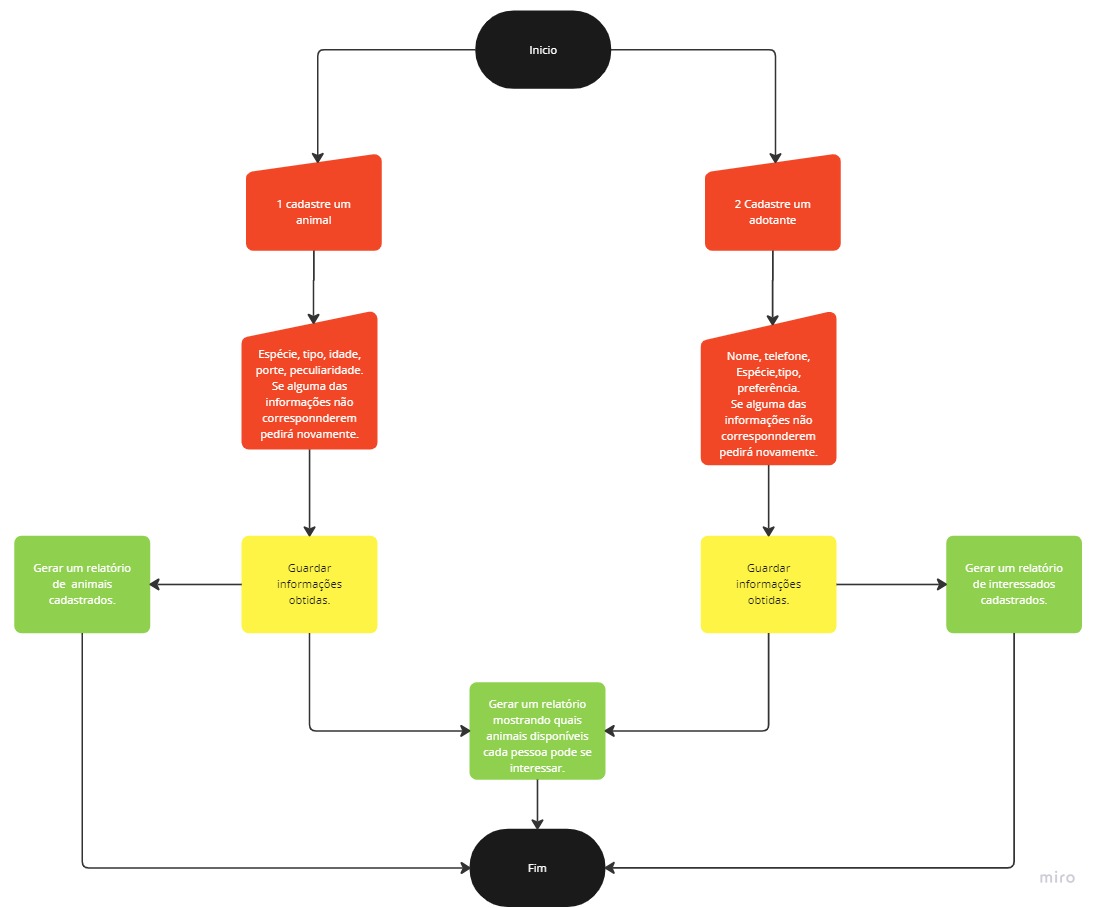 Inicio
1 cadastre um
animal
2 Cadastre um
adotante
Espécie, tipo, idade,
porte, peculiaridade.
Se alguma das
informações não
corresponnderem
pedirá novamente.
Nome, telefone,
Espécie,tipo,
preferência.
Se alguma das
informações não
corresponnderem
pedirá novamente.
Gerar um relatório
de animais
cadastrados.
Guardar
informações
obtidas.
Guardar
informações
obtidas.
Gerar um relatório
de interessados
cadastrados.
Gerar um relatório
mostrando quais
animais disponíveis
cada pessoa pode se
interessar.
Fim
miro